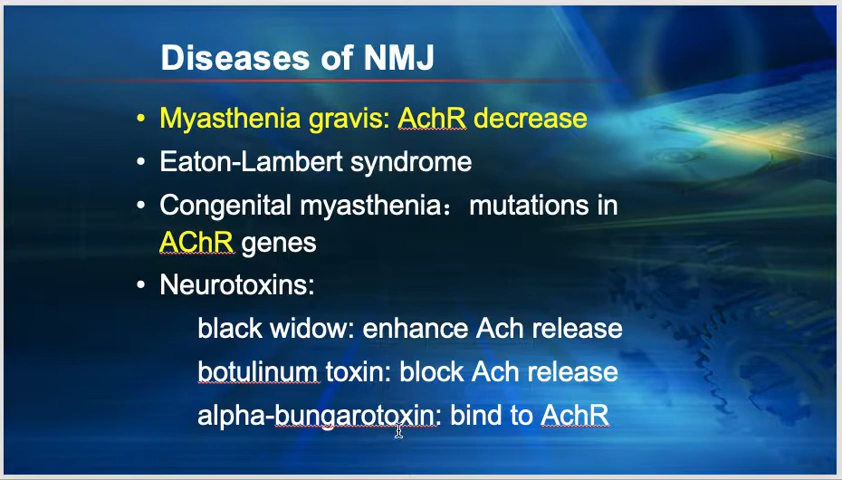 Diseases of NMJ
• Myasthenia gravis: AchR decrease
• Eaton-Lambert syndrome
• Congenital myasthenia：mutations in
AChR genes
• Neurotoxins:
black widow: enhance Ach release
botulinum toxin: block Ach release
alpha-bungarotoxin: bind to AchR